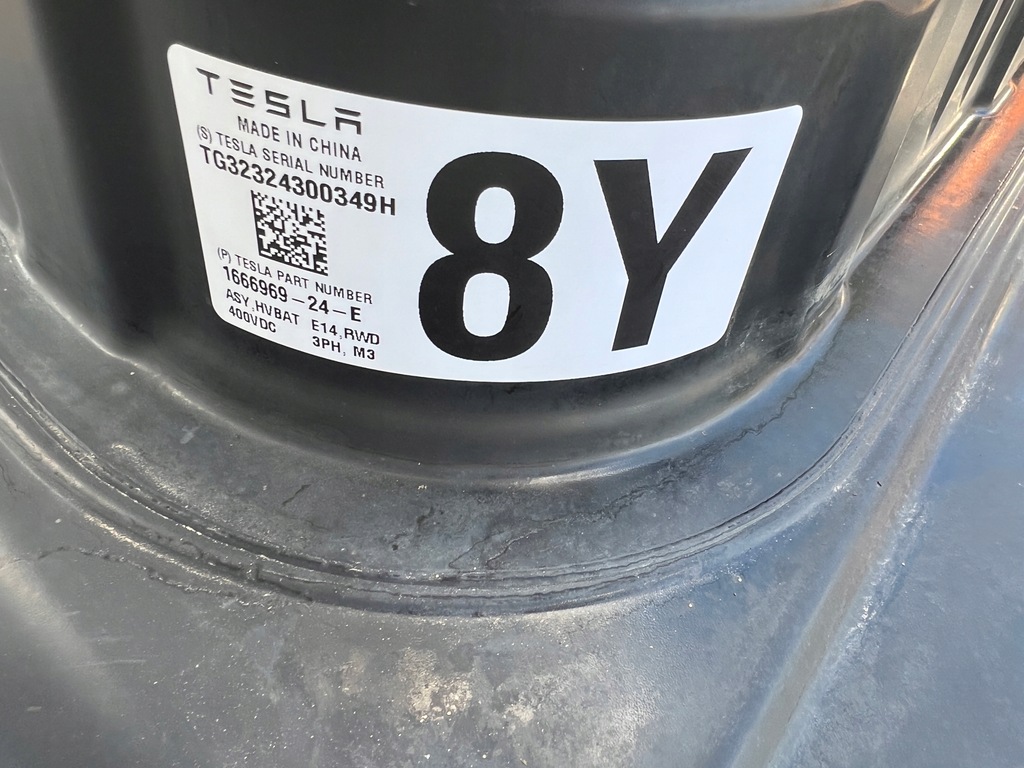 TESLA
MADE IN CHINA
(S) TESLA SERIAL NUMBER
TG32324300349H
(P) TESLA PART NUMBER
1666969-24-E
ASY,HVBAT E14,RWD
400VDC 3PH, M3
8Y